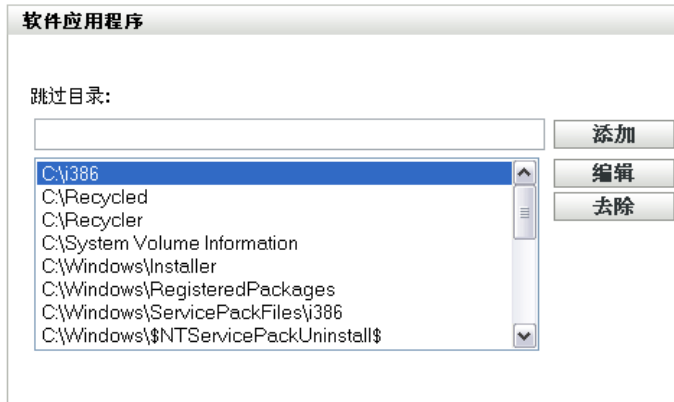 软件应用程序
跳过目录:
添加
C:\i386
编辑
C:\Recycled
去除
C:\Recycler
C:\System Volume Information
C:\Windows\Installer
C:\Windows\RegisteredPackages
C:\Windows\ServicePackFiles\i386
C:\Windows\$NTServicePackUninstall$